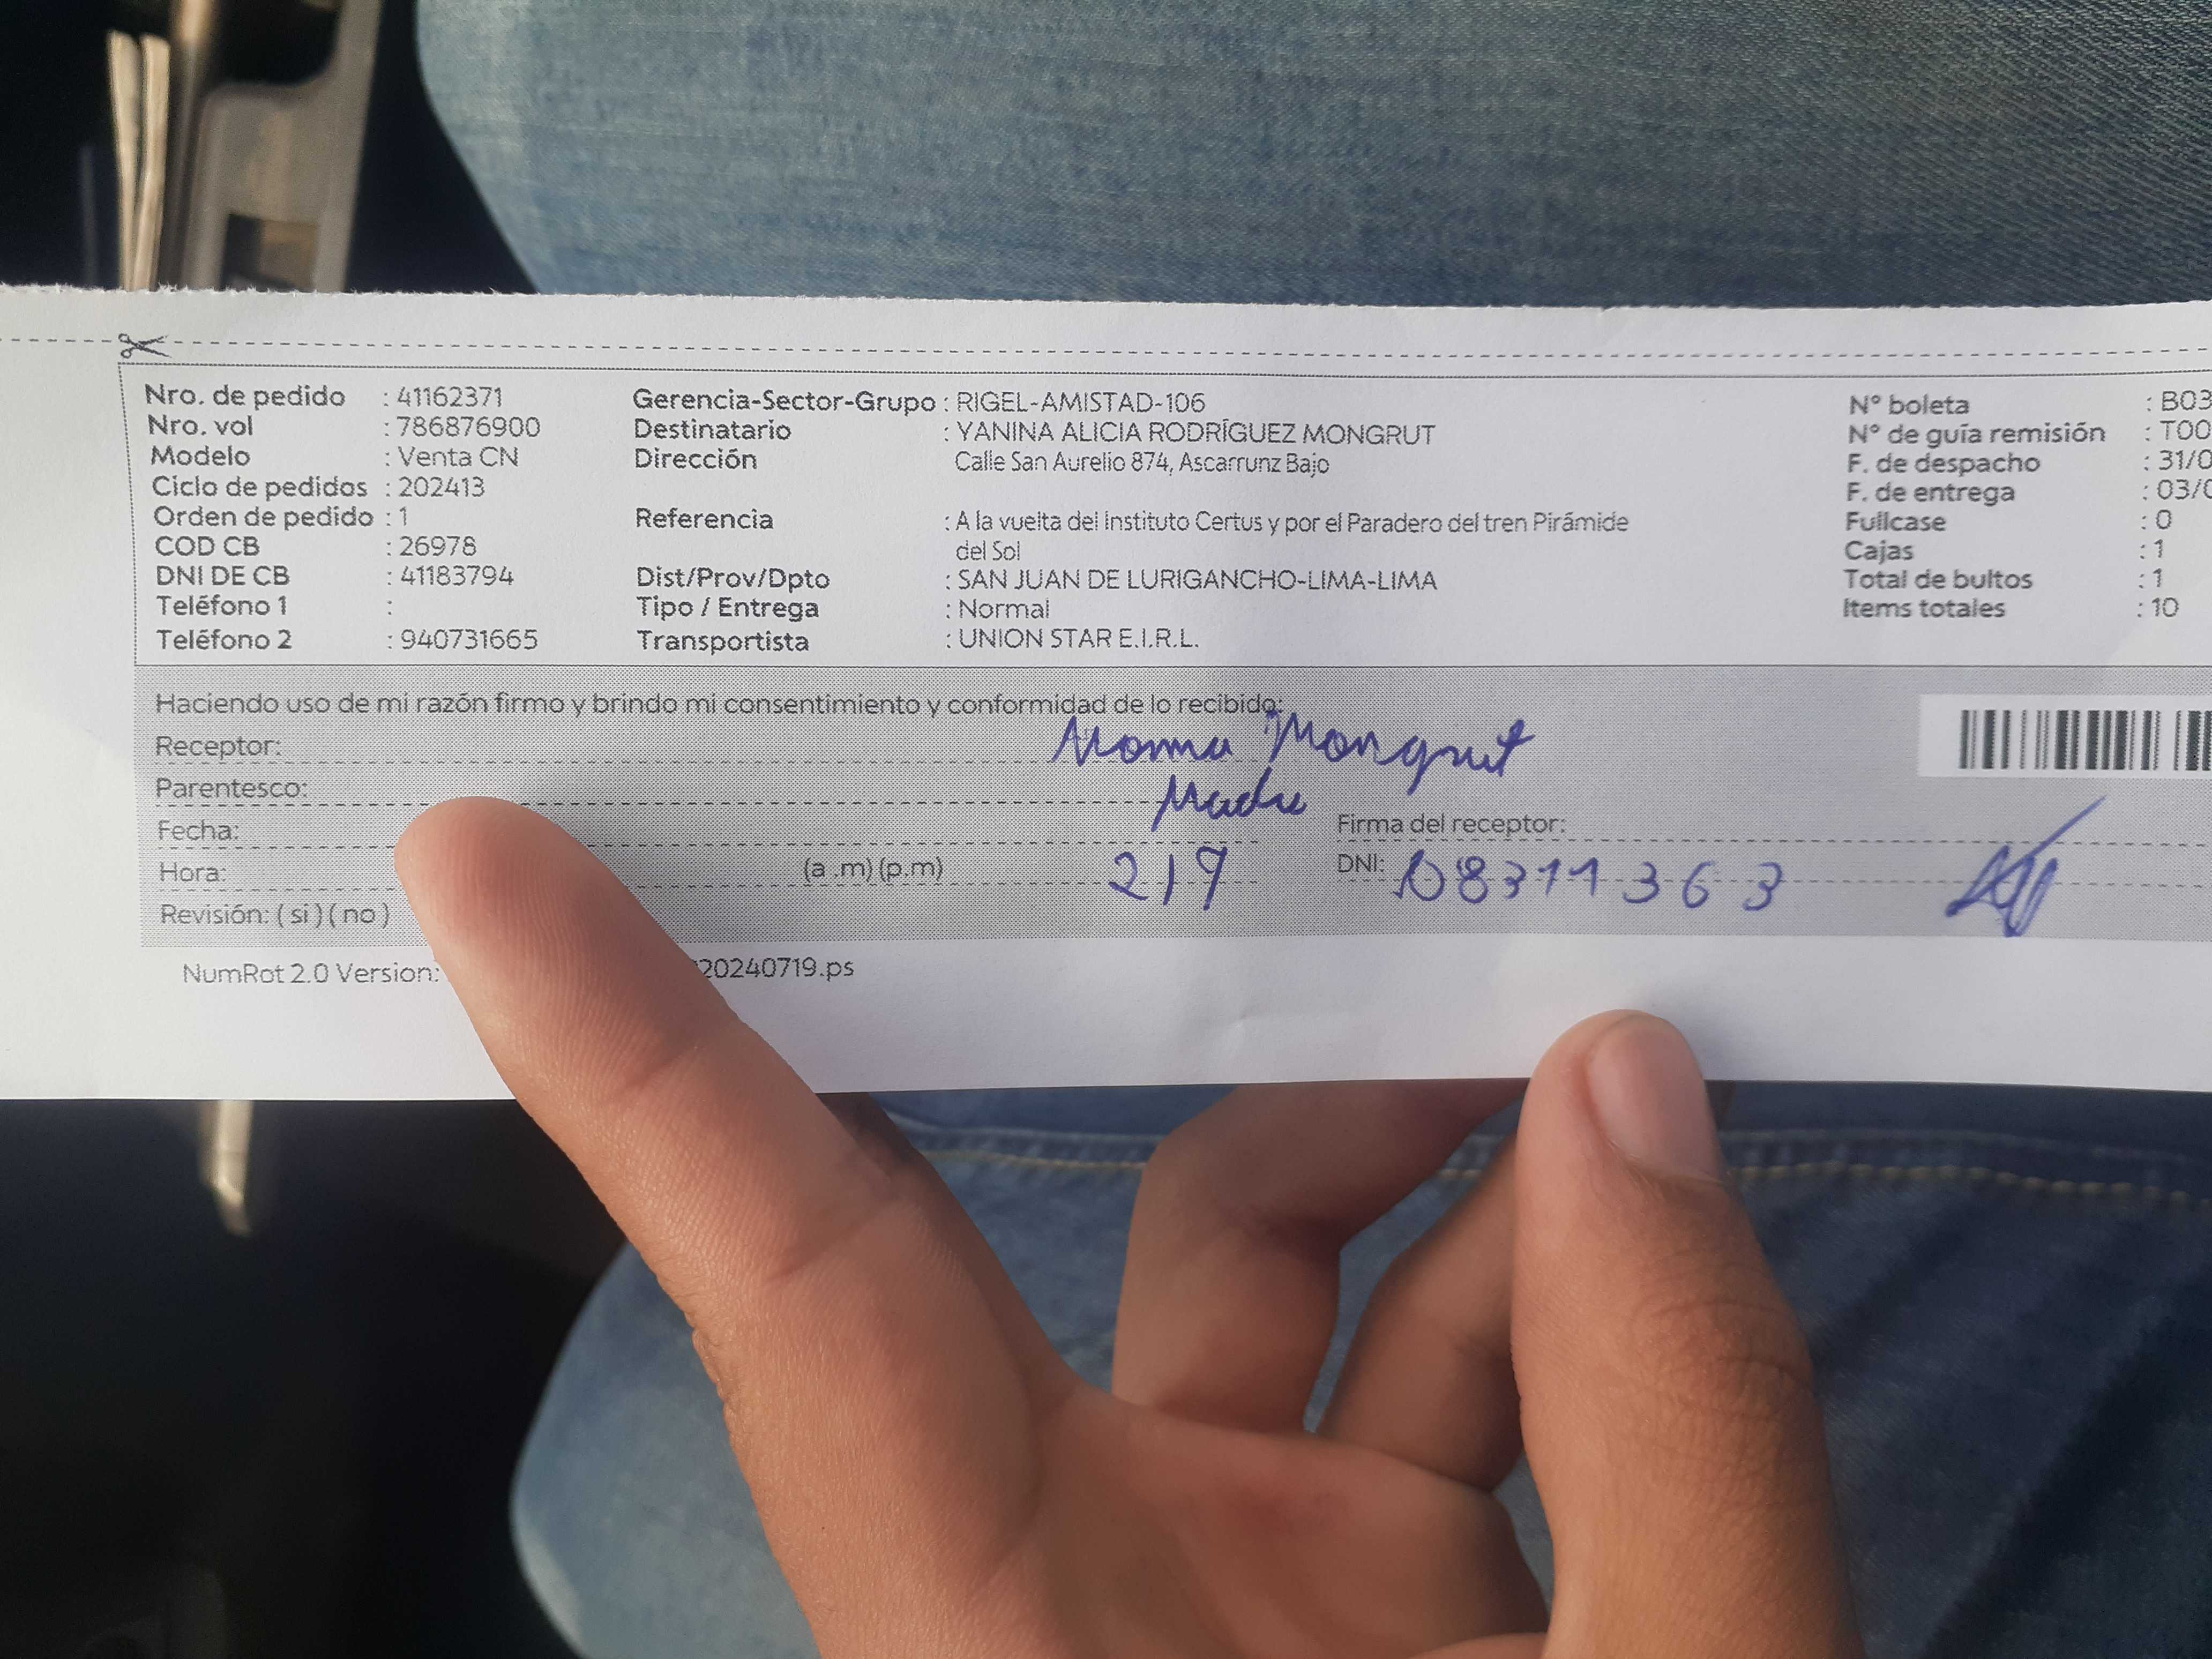 Nro. de pedido : 41162371 Gerencia-Sector-Grupo : RIGEL-AMISTAD-106 N° boleta : B03
Nro. vol : 786876900 Destinatario : YANINA ALICIA RODRÍGUEZ MONGRUT N° de guía remisión : T00
Modelo : Venta CN Dirección Calle San Aurelio 874, Ascarrunz Bajo F. de despacho : 31/0
Ciclo de pedidos : 202413 F. de entrega : 03/0
Orden de pedido : 1 Referencia : A la vuelta del Instituto Certus y por el Paradero del tren Pirámide Fullcase : 0
COD CB : 26978 del Sol Cajas : 1
DNI DE CB : 41183794 Dist/Prov/Dpto : SAN JUAN DE LURIGANCHO-LIMA-LIMA Total de bultos : 1
Teléfono 1 : Tipo / Entrega : Normal Items totales : 10
Teléfono 2 : 940731665 Transportista : UNION STAR E.I.R.L.
Haciendo uso de mi razón firmo y brindo mi consentimiento y conformidad de lo recibido:
Receptor: Norma Mongrut
Parentesco: Madre
Fecha: Firma del receptor:
Hora: (a .m) (p.m) 2/9 DNI: 08311363
Revisión: ( si ) ( no )
NumRot 2.0 Version: 20240719.ps